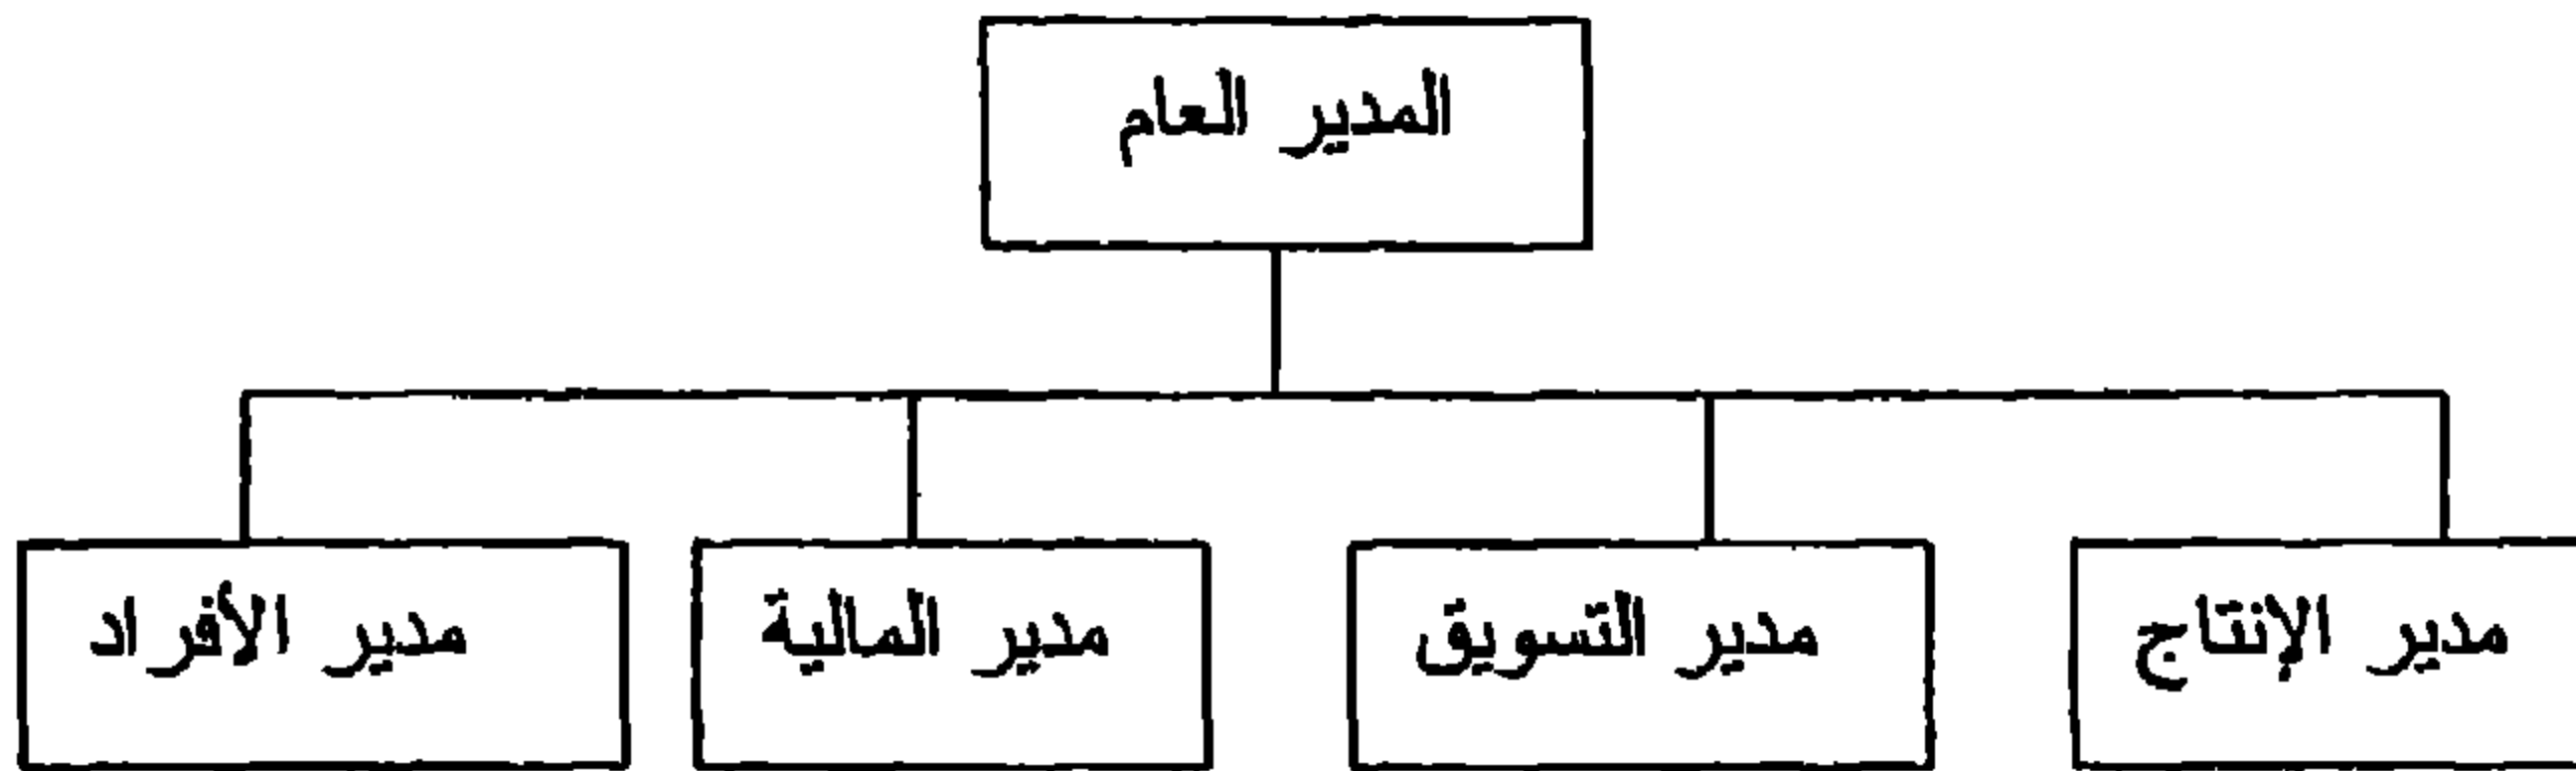 المدير العام
مدير الإنتاج
مدير التسويق
مدير المالية
مدير الأفراد